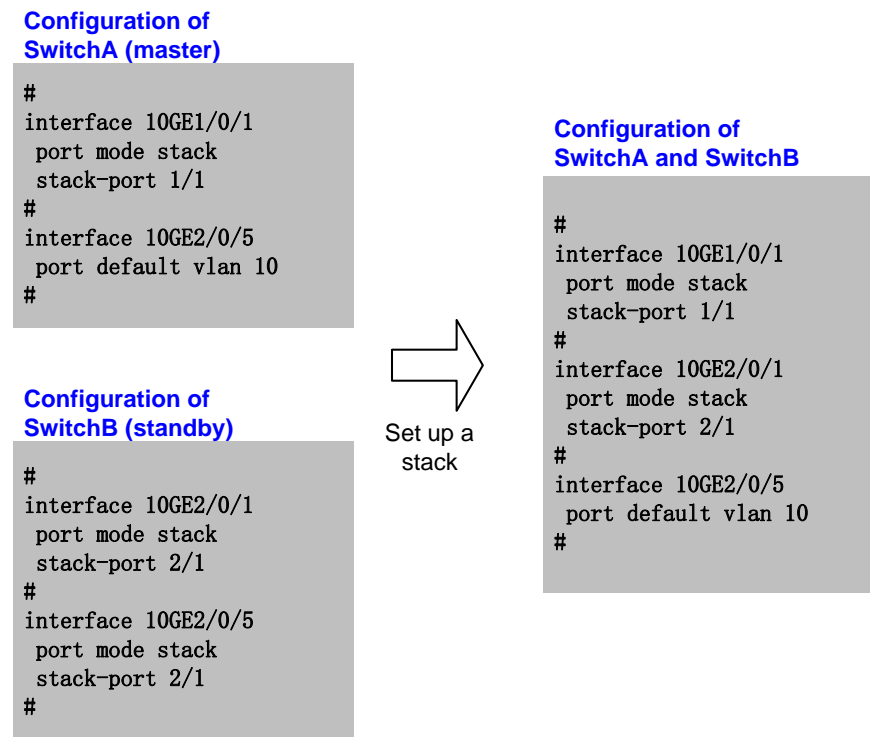 Configuration of
SwitchA (master)
#
interface 10GE1/0/1
 port mode stack
 stack-port 1/1
#
interface 10GE2/0/5
 port default vlan 10
#
Configuration of
SwitchB (standby)
#
interface 10GE2/0/1
 port mode stack
 stack-port 2/1
#
interface 10GE2/0/5
 port mode stack
 stack-port 2/1
#
Set up a
stack
Configuration of
SwitchA and SwitchB
#
interface 10GE1/0/1
 port mode stack
 stack-port 1/1
#
interface 10GE2/0/1
 port mode stack
 stack-port 2/1
#
interface 10GE2/0/5
 port default vlan 10
#